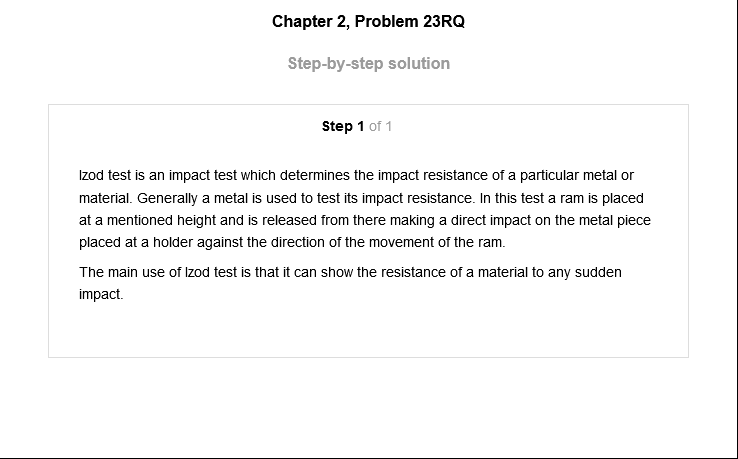 Chapter 2, Problem 23RQ
Step-by-step solution
Step 1 of 1
Izod test is an impact test which determines the impact resistance of a particular metal or
material. Generally a metal is used to test its impact resistance. In this test a ram is placed
at a mentioned height and is released from there making a direct impact on the metal piece
placed at a holder against the direction of the movement of the ram.
The main use of Izod test is that it can show the resistance of a material to any sudden
impact.